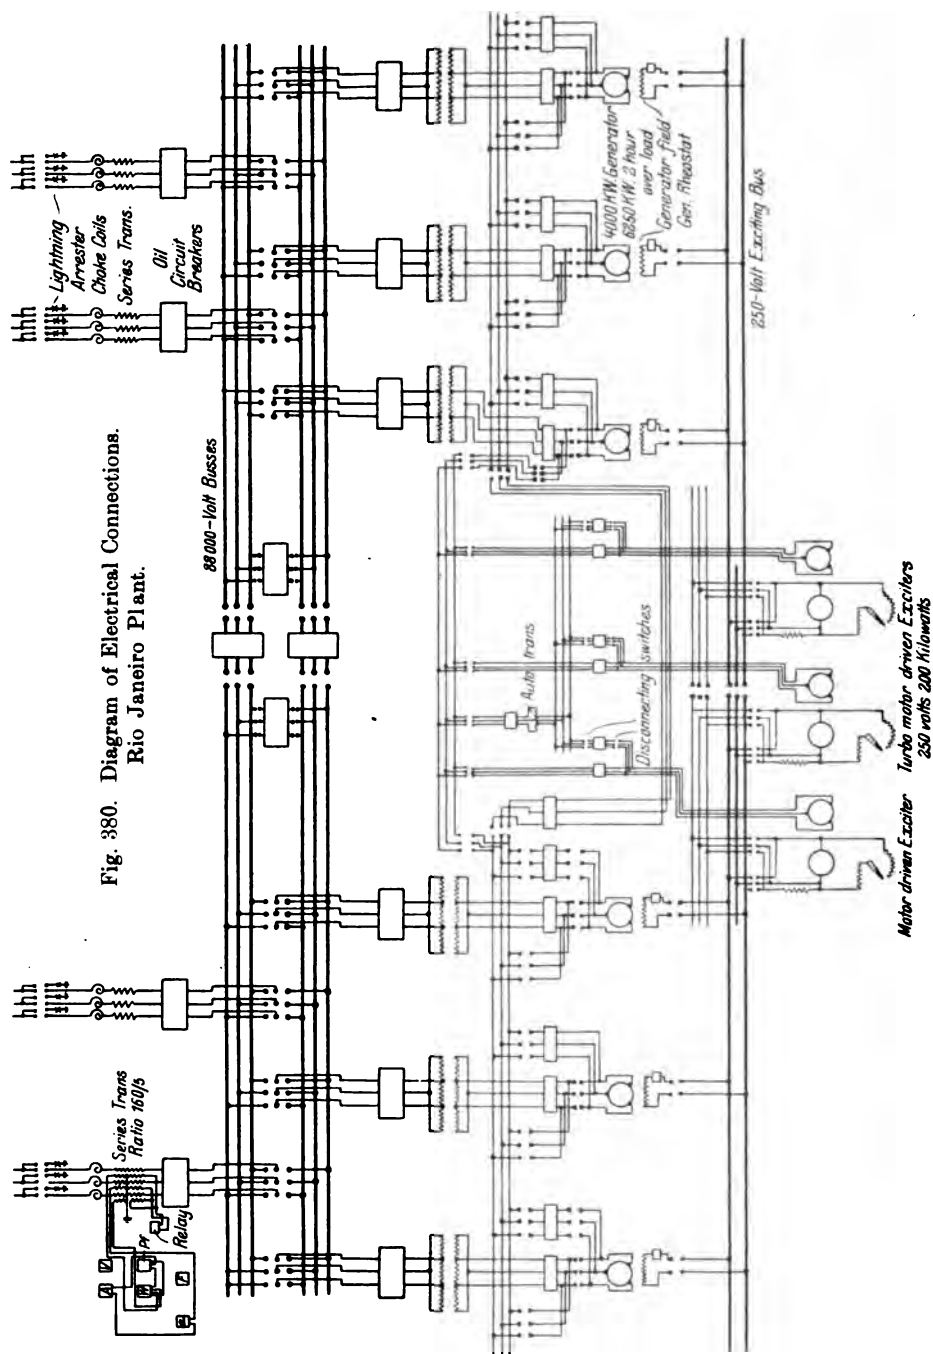 Fig. 380. Diagram of Electrical Connections.
Rio Janeiro Plant.
Lightning
Arrester
Choke Coils
Series Trans.
Oil
Circuit
Breakers
88000-Volt Busses
Series Trans
Ratio 160/5
Relay
Pf
4000 KW. Generator
6250 KW. 2 hour
over load
Generator field
Gen. Rheostat
250-Volt Exciting Bus
Auto trans
Disconnecting switches
Motor driven Exciter
Turbo motor driven Exciters
250 volts 200 Kilowatts